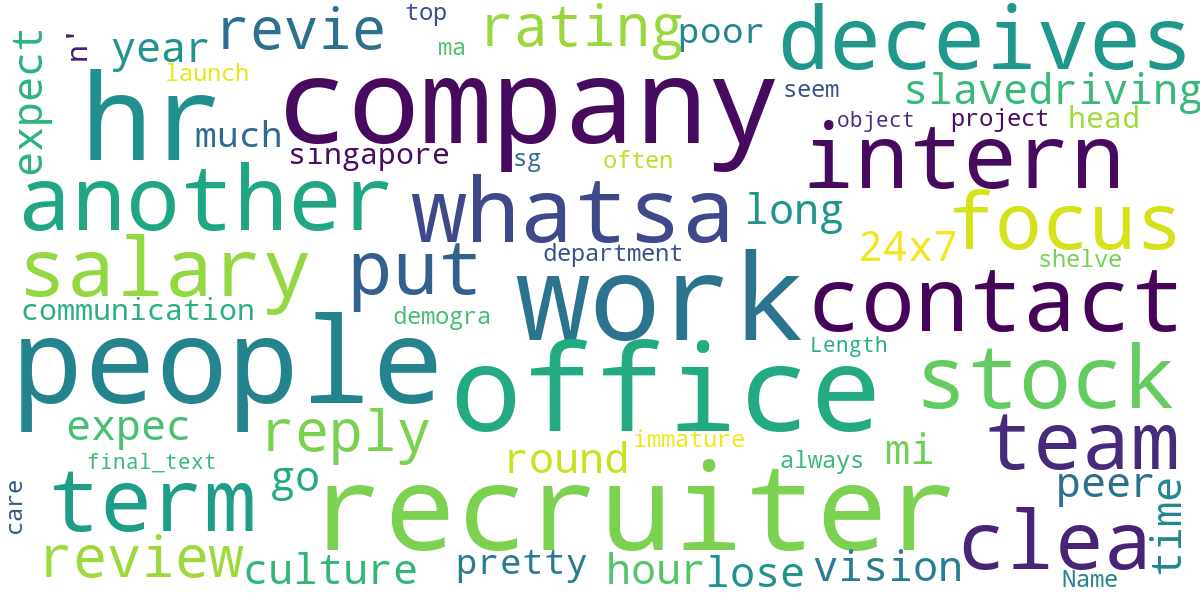 top
revie
rating
poor
deceives
n'
year
ma
expect
launch
hr
company
seem
slavedriving
much
object
project
head
singapore
sg
often
intern
another
whatsa
long
focus
24x7
salary
put
department
shelve
work
contact
communication
demogra
people
office
Length
stock
expec
reply
immature
team
final_text
round
always
mi
term
go
recruiter
peer
time
care
clea
review
culture
pretty
hour
lose
vision
Name